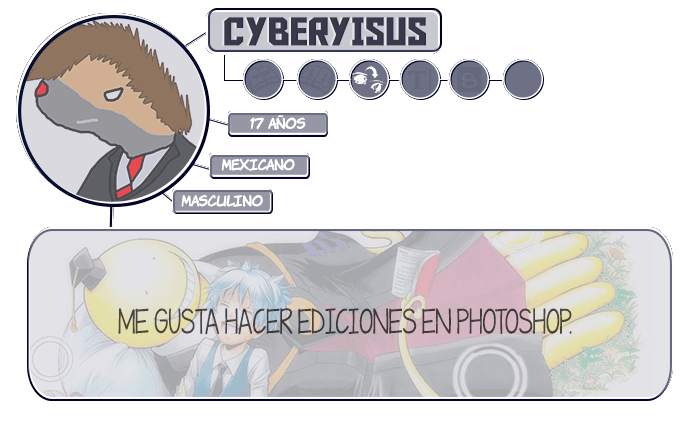 CYBERYISUS
17 AÑOS
MEXICANO
MASCULINO
ME GUSTA HACER EDICIONES EN PHOTOSHOP.